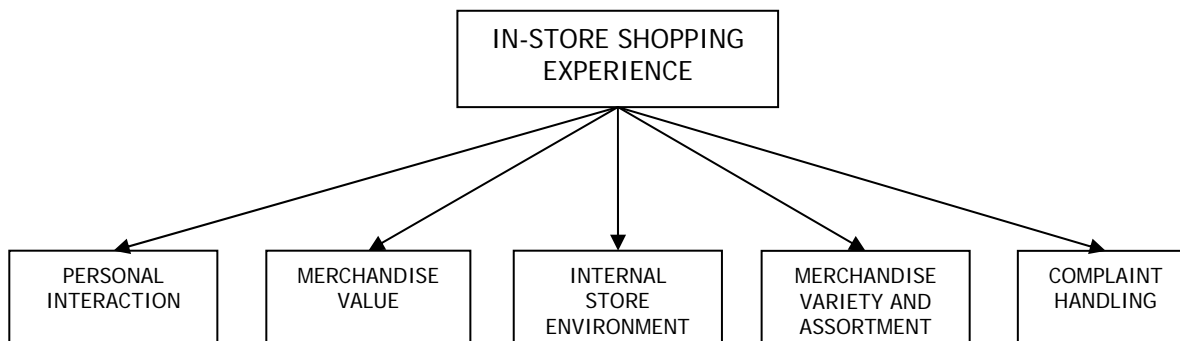 IN-STORE SHOPPING
EXPERIENCE
PERSONAL
INTERACTION
MERCHANDISE
VALUE
INTERNAL
STORE
ENVIRONMENT
MERCHANDISE
VARIETY AND
ASSORTMENT
COMPLAINT
HANDLING